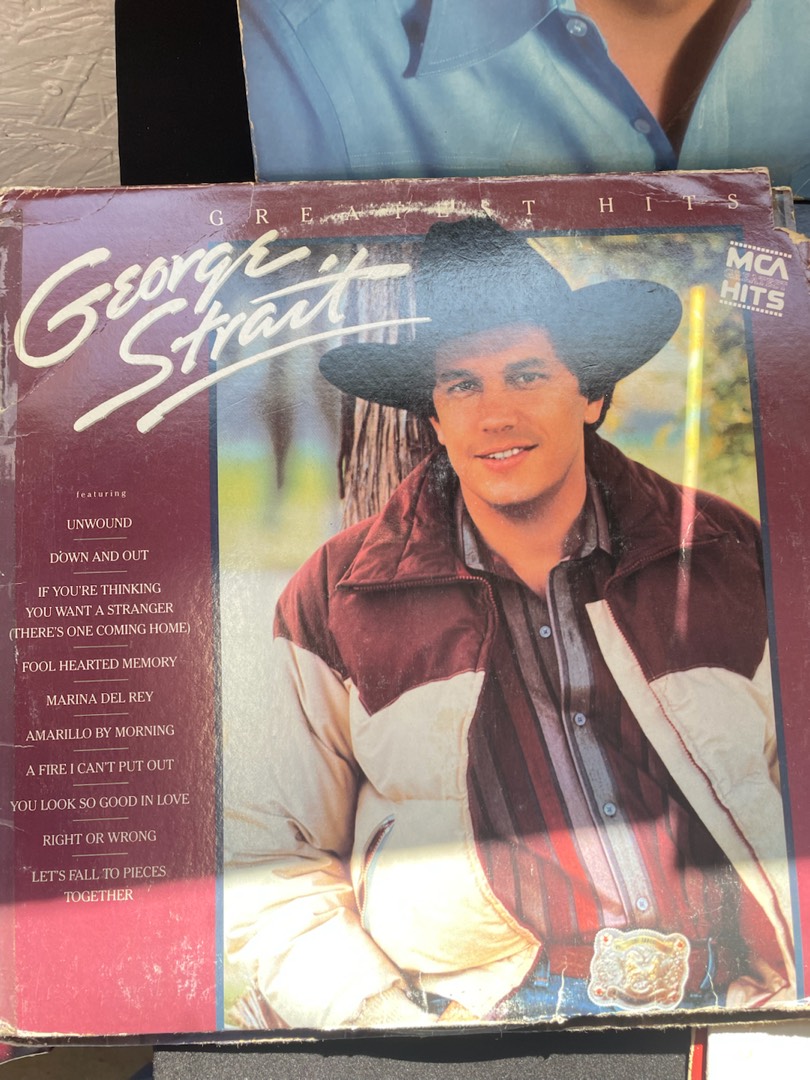 GREATEST HITS
George
Strait
MCA
GREATEST
HITS
featuring
UNWOUND
DOWN AND OUT
IF YOU'RE THINKING
YOU WANT A STRANGER
(THERE'S ONE COMING HOME)
FOOL HEARTED MEMORY
MARINA DEL REY
AMARILLO BY MORNING
A FIRE I CAN'T PUT OUT
YOU LOOK SO GOOD IN LOVE
RIGHT OR WRONG
LET'S FALL TO PIECES
TOGETHER